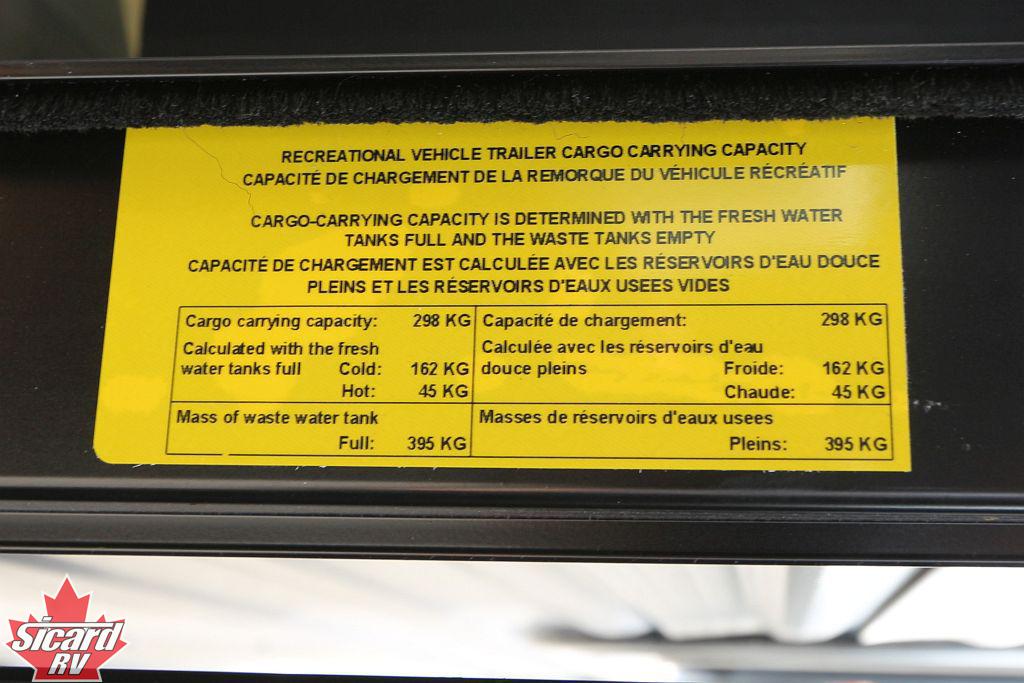 RECREATIONAL VEHICLE TRAILER CARGO CARRYING CAPACITY
CAPACITÉ DE CHARGEMENT DE LA REMORQUE DU VÉHICULE RÉCRÉATIF
CARGO-CARRYING CAPACITY IS DETERMINED WITH THE FRESH WATER
TANKS FULL AND THE WASTE TANKS EMPTY
CAPACITÉ DE CHARGEMENT EST CALCULÉE AVEC LES RÉSERVOIRS D'EAU DOUCE
PLEINS ET LES RÉSERVOIRS D'EAUX USEES VIDES
Cargo carrying capacity: 298 KG
Calculated with the fresh
water tanks full Cold: 162 KG
Hot: 45 KG
Mass of waste water tank
Full: 395 KG
Capacité de chargement: 298 KG
Calculée avec les réservoirs d'eau
douce pleins Froide: 162 KG
Chaude: 45 KG
Masses de réservoirs d'eaux usees
Pleins: 395 KG
Sicard
RV